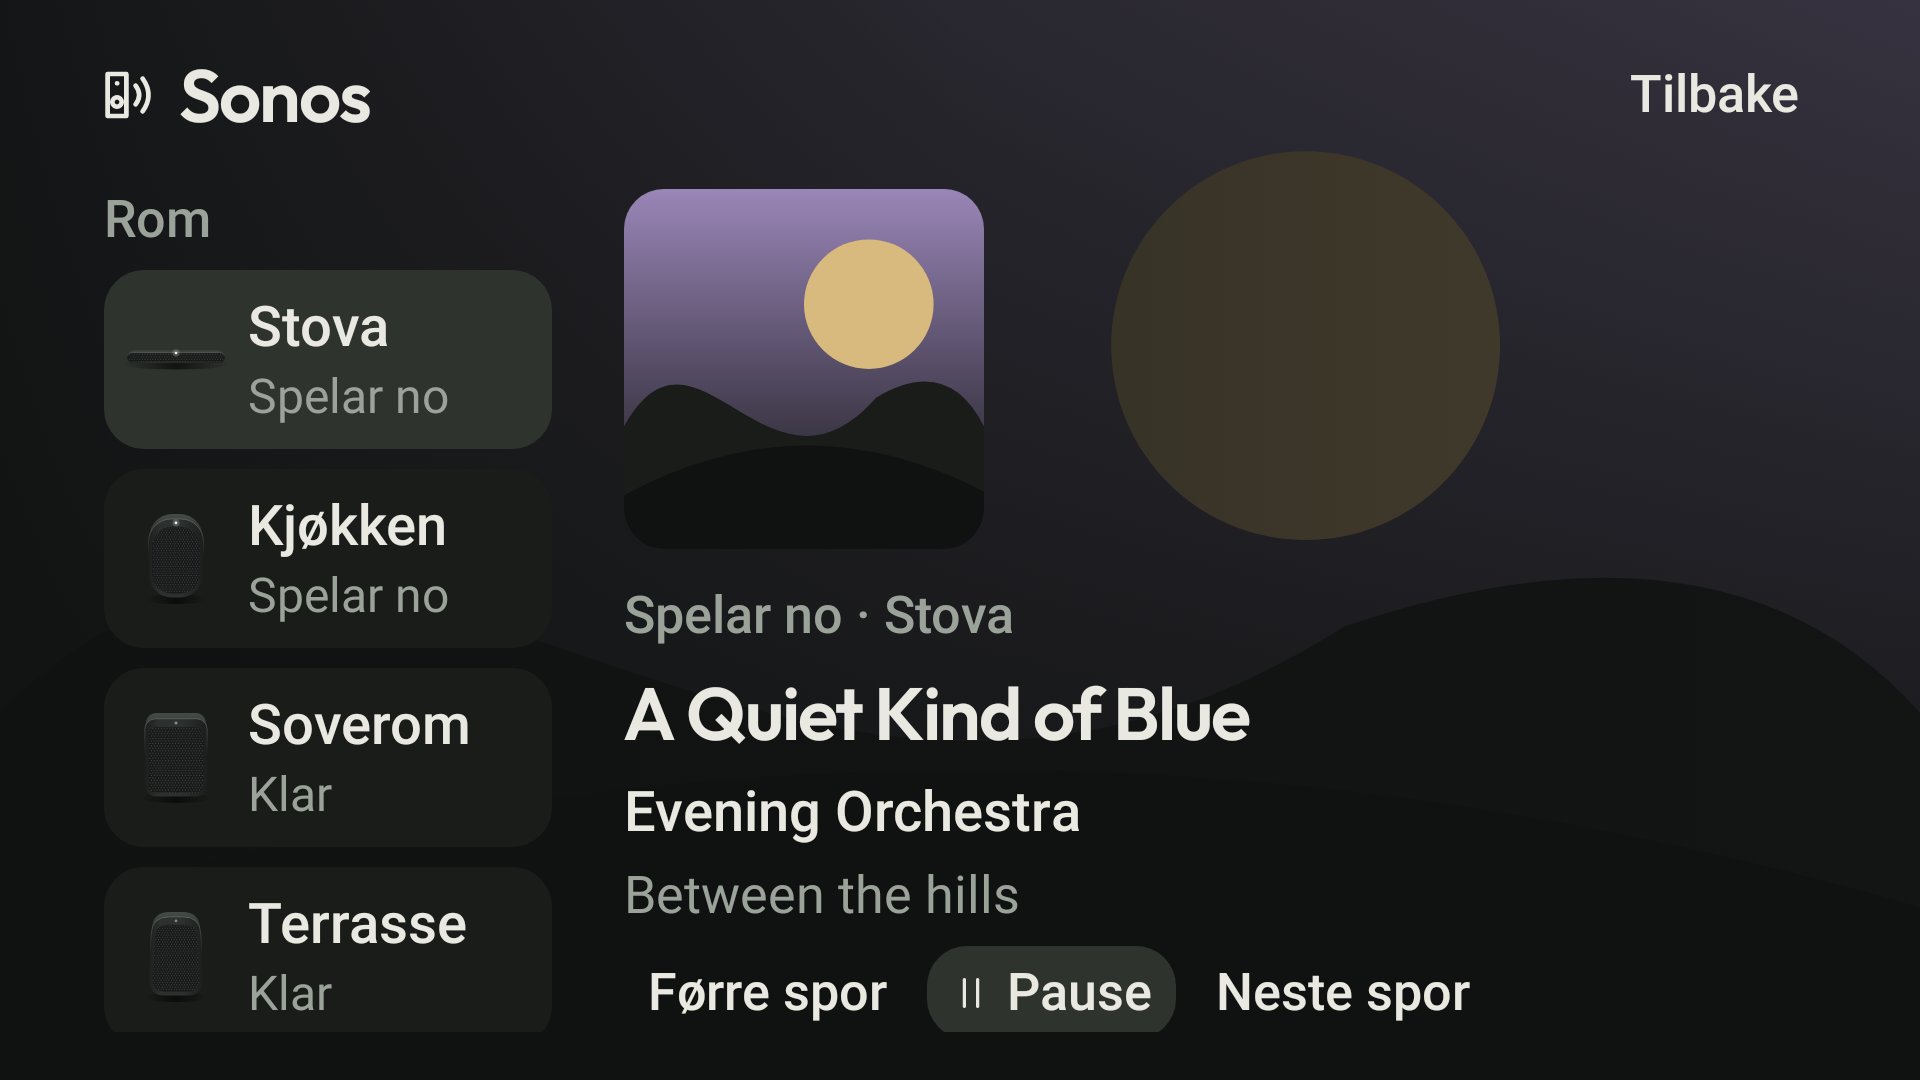 Sonos
Tilbake
Rom
Stova
Spelar no
Kjøkken
Spelar no
Soverom
Klar
Terrasse
Klar
Spelar no · Stova
A Quiet Kind of Blue
Evening Orchestra
Between the hills
Førre spor
Pause
Neste spor